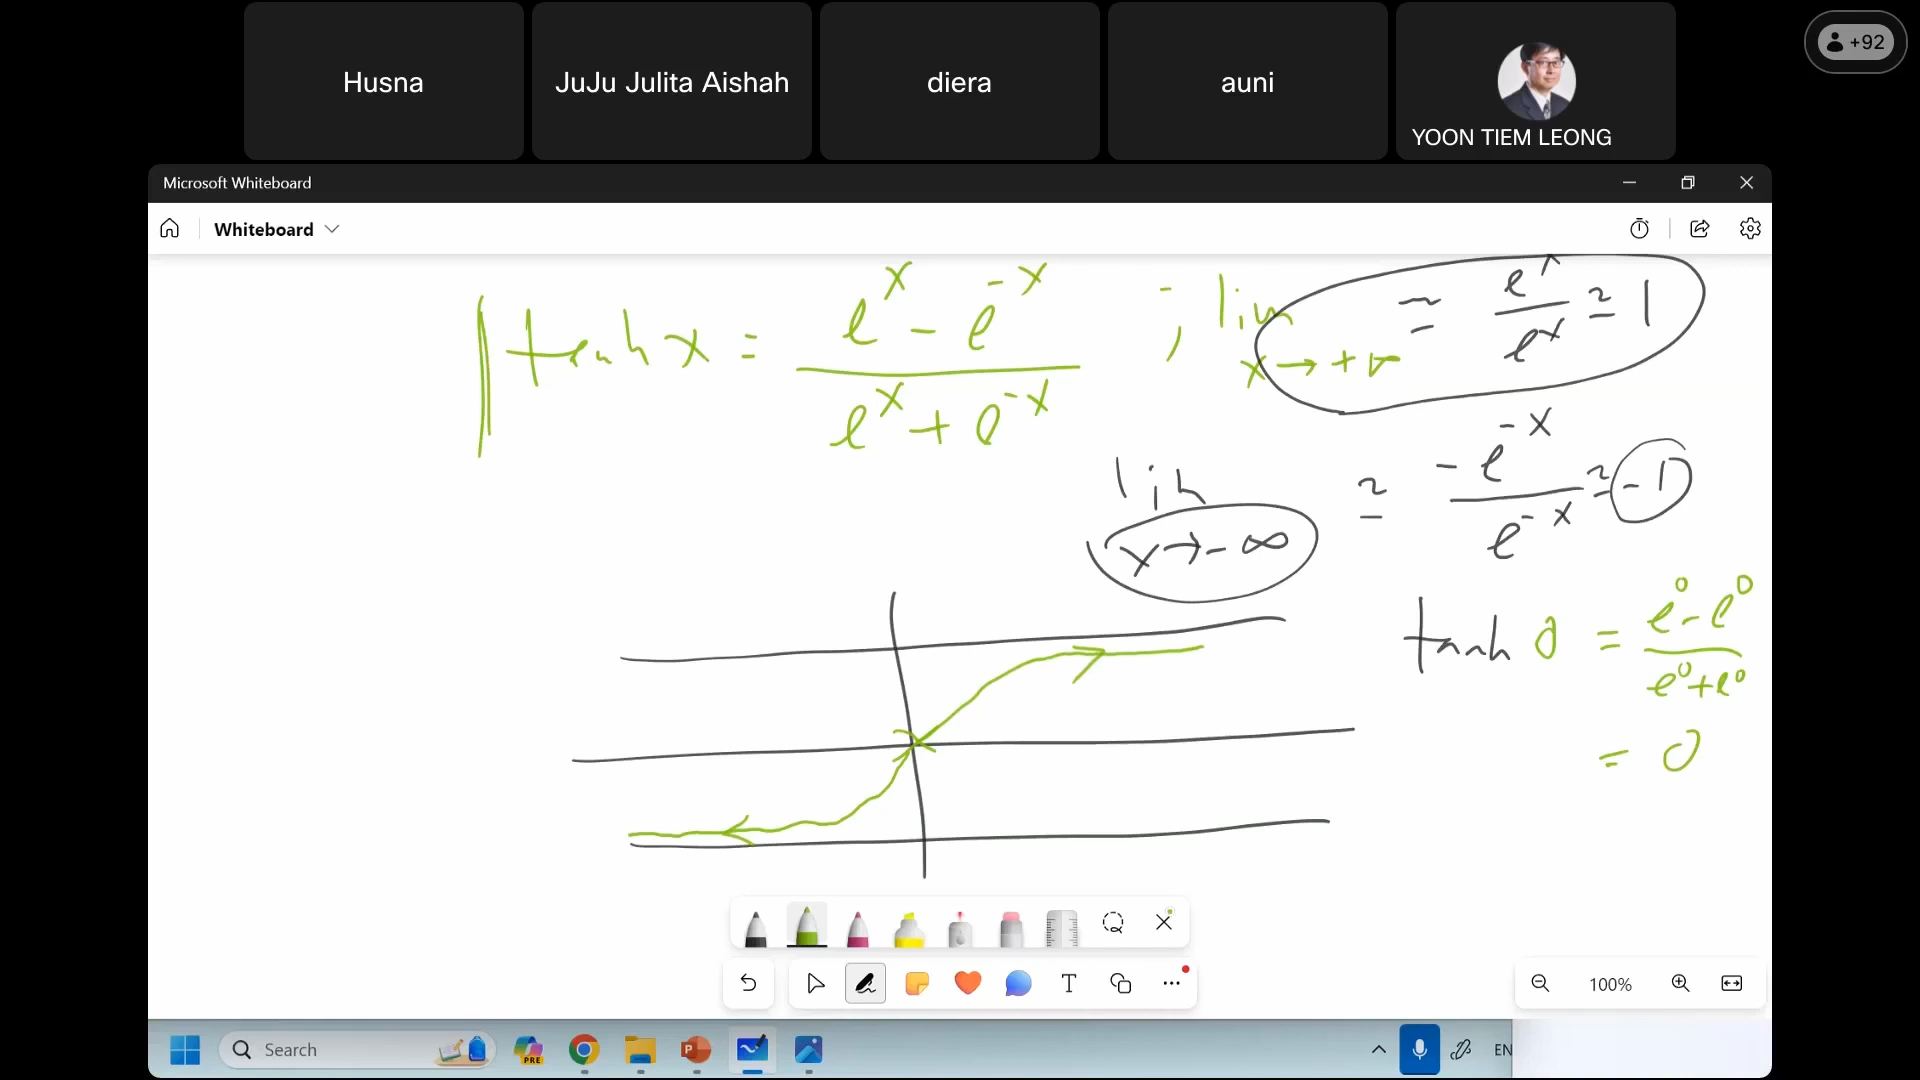 Husna
JuJu Julita Aishah
diera
auni
YOON TIEM LEONG
+92
Microsoft Whiteboard
Whiteboard
tanh x = (e^x - e^-x) / (e^x + e^-x) ; lim x → +∞ ≃ e^x / e^x ≃ 1
lim x → -∞ ≃ -e^-x / e^-x ≃ -1
tanh 0 = (e^0 - e^0) / (e^0 + e^0)
= 0
100%
Search
PRE
EN